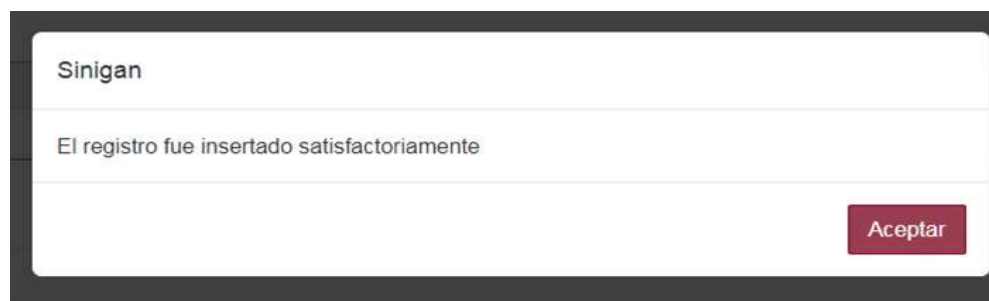 Sinigan
El registro fue insertado satisfactoriamente
Aceptar